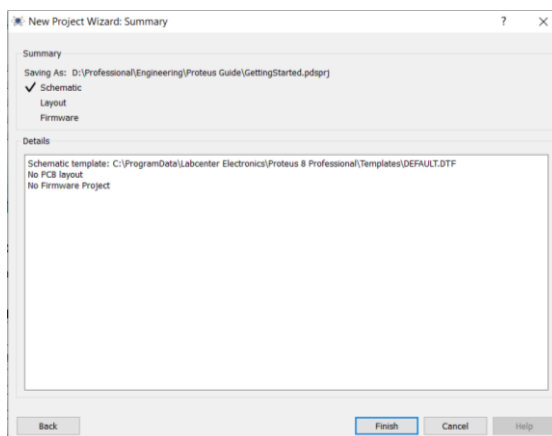 New Project Wizard: Summary
Summary
Saving As: D:\Professional\Engineering\Proteus Guide\GettingStarted.pdsprj
Schematic
Layout
Firmware
Details
Schematic template: C:\ProgramData\Labcenter Electronics\Proteus 8 Professional\Templates\DEFAULT.DTF
No PCB layout
No Firmware Project
Back Finish Cancel Help